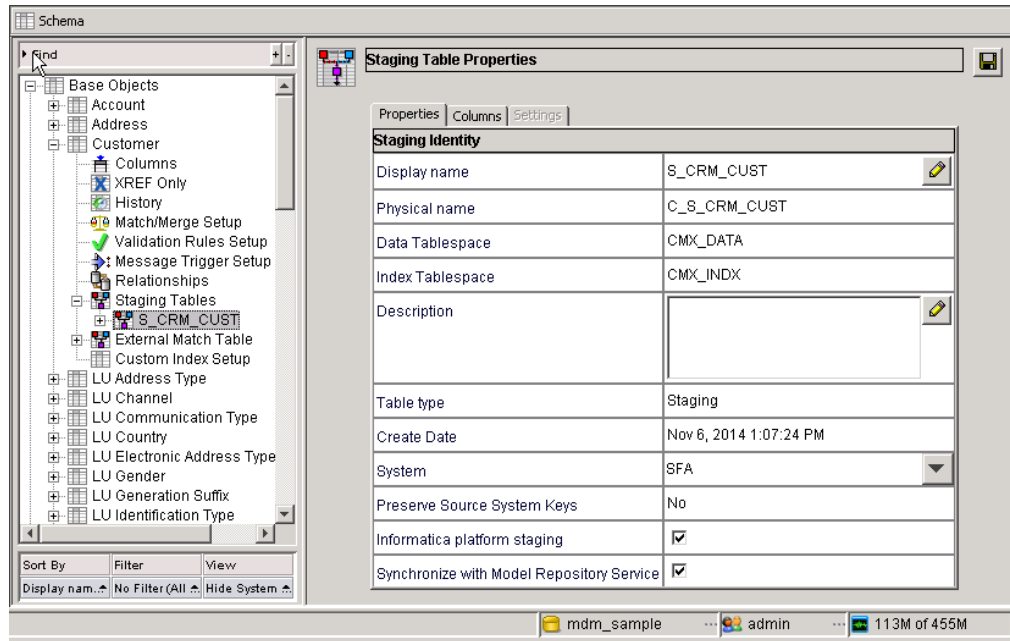 Schema
Find
+ -
Base Objects
Account
Address
Customer
Columns
XREF Only
History
Match/Merge Setup
Validation Rules Setup
Message Trigger Setup
Relationships
Staging Tables
S_CRM_CUST
External Match Table
Custom Index Setup
LU Address Type
LU Channel
LU Communication Type
LU Country
LU Electronic Address Type
LU Gender
LU Generation Suffix
LU Identification Type
Sort By Filter View
Display nam... No Filter (All Hide System
Staging Table Properties
Properties Columns Settings
Staging Identity
Display name S_CRM_CUST
Physical name C_S_CRM_CUST
Data Tablespace CMX_DATA
Index Tablespace CMX_INDX
Description
Table type Staging
Create Date Nov 6, 2014 1:07:24 PM
System SFA
Preserve Source System Keys No
Informatica platform staging
Synchronize with Model Repository Service
mdm_sample ... admin ... 113M of 455M